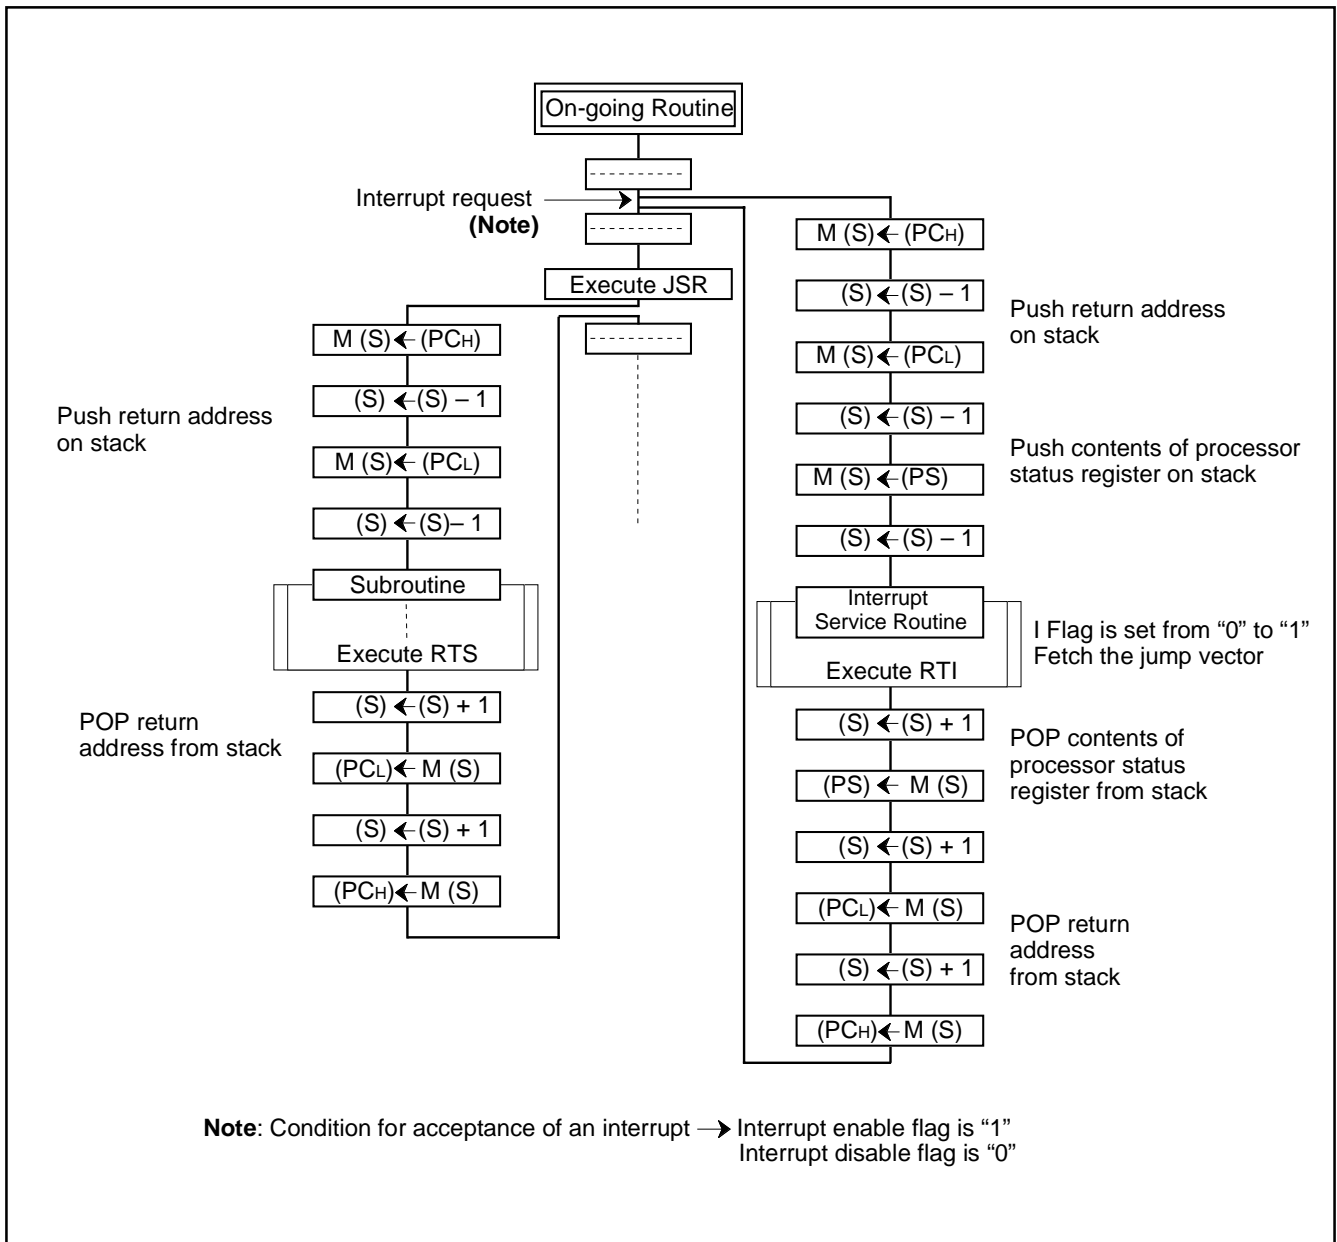 On-going Routine
Interrupt request
(Note)
Execute JSR
M (S) ← (PCH)
(S) ← (S) – 1
M (S) ← (PCL)
(S) ← (S)– 1
Push return address
on stack
Subroutine
Execute RTS
(S) ← (S) + 1
(PCL) ← M (S)
(S) ← (S) + 1
(PCH) ← M (S)
POP return
address from stack
M (S) ← (PCH)
(S) ← (S) – 1
M (S) ← (PCL)
(S) ← (S) – 1
M (S) ← (PS)
(S) ← (S) – 1
Push return address
on stack
Push contents of processor
status register on stack
Interrupt
Service Routine
Execute RTI
I Flag is set from “0” to “1”
Fetch the jump vector
(S) ← (S) + 1
(PS) ← M (S)
(S) ← (S) + 1
(PCL) ← M (S)
(S) ← (S) + 1
(PCH) ← M (S)
POP contents of
processor status
register from stack
POP return
address
from stack
Note: Condition for acceptance of an interrupt → Interrupt enable flag is “1”
Interrupt disable flag is “0”